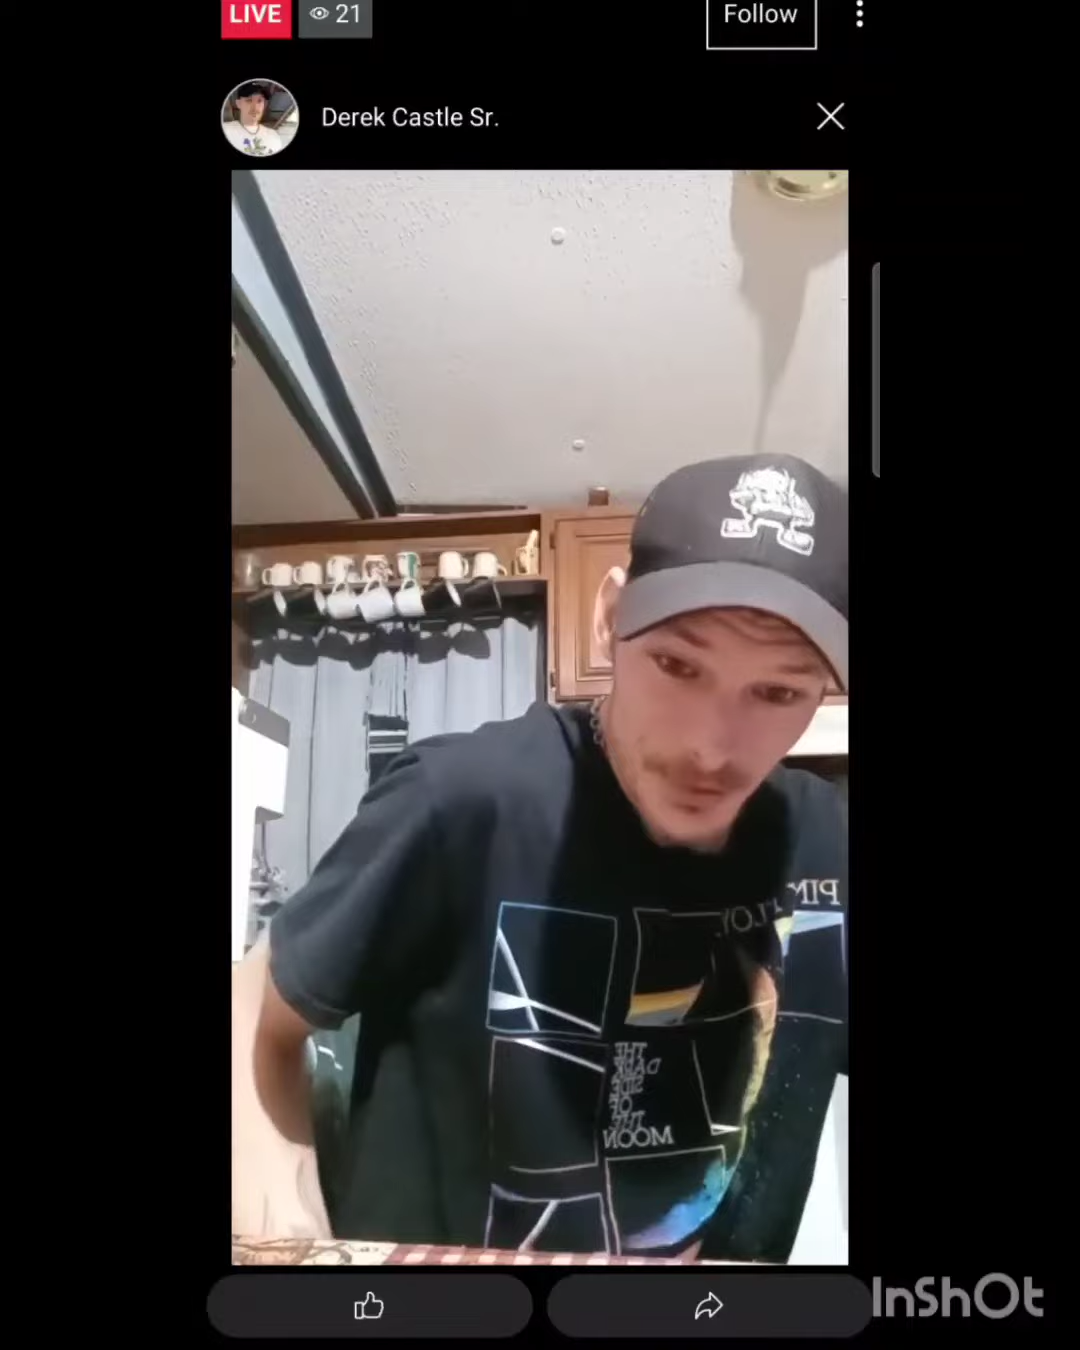 LIVE 21 Follow
Derek Castle Sr.
PINK FLOYD
THE
DARK
SIDE
OF
THE
MOON
InShOt